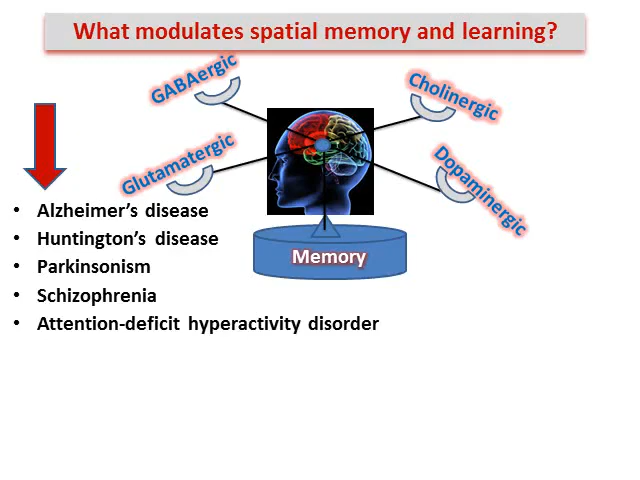 What modulates spatial memory and learning?
GABAergic
Cholinergic
Glutamatergic
Dopaminergic
Memory
• Alzheimer's disease
• Huntington's disease
• Parkinsonism
• Schizophrenia
• Attention-deficit hyperactivity disorder